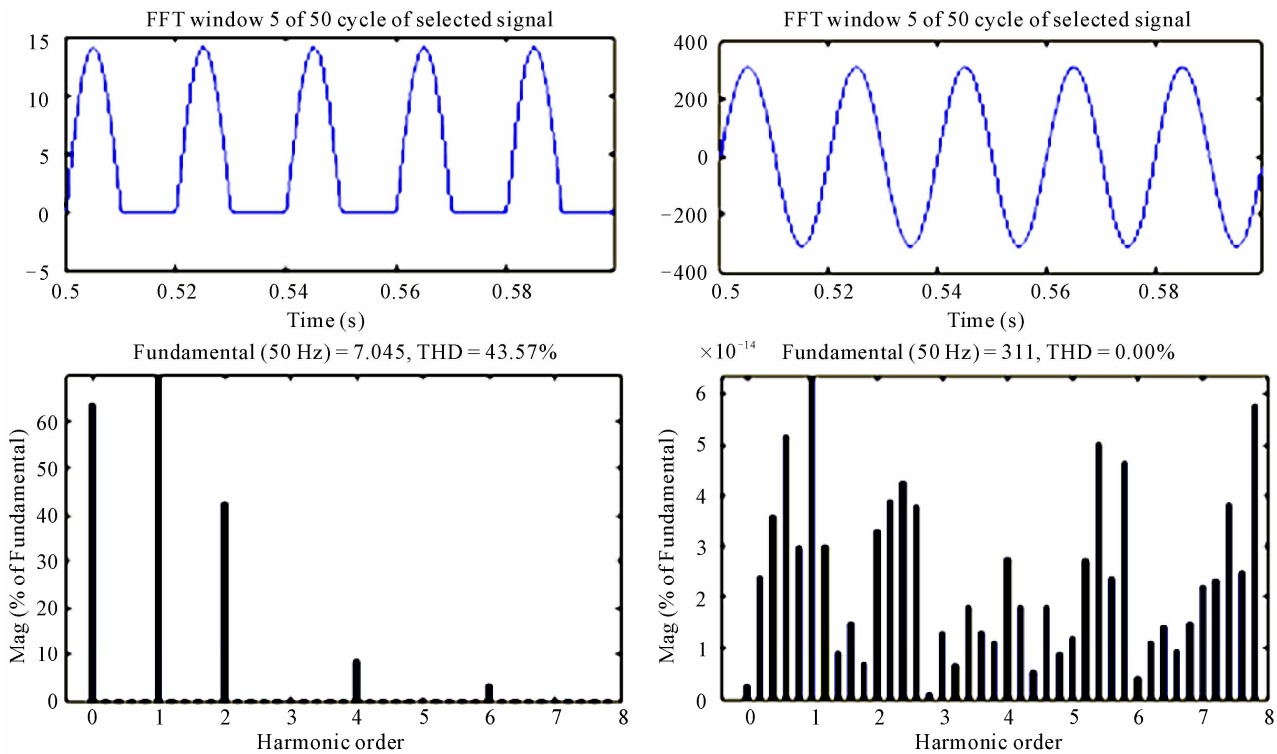 FFT window 5 of 50 cycle of selected signal
15
10
5
0
−5
0.5 0.52 0.54 0.56 0.58
Time (s)
FFT window 5 of 50 cycle of selected signal
400
200
0
−200
−400
0.5 0.52 0.54 0.56 0.58
Time (s)
Fundamental (50 Hz) = 7.045, THD = 43.57%
Mag (% of Fundamental)
60
50
40
30
20
10
0
0 1 2 3 4 5 6 7 8
Harmonic order
×10⁻¹⁴ Fundamental (50 Hz) = 311, THD = 0.00%
Mag (% of Fundamental)
6
5
4
3
2
1
0
0 1 2 3 4 5 6 7 8
Harmonic order